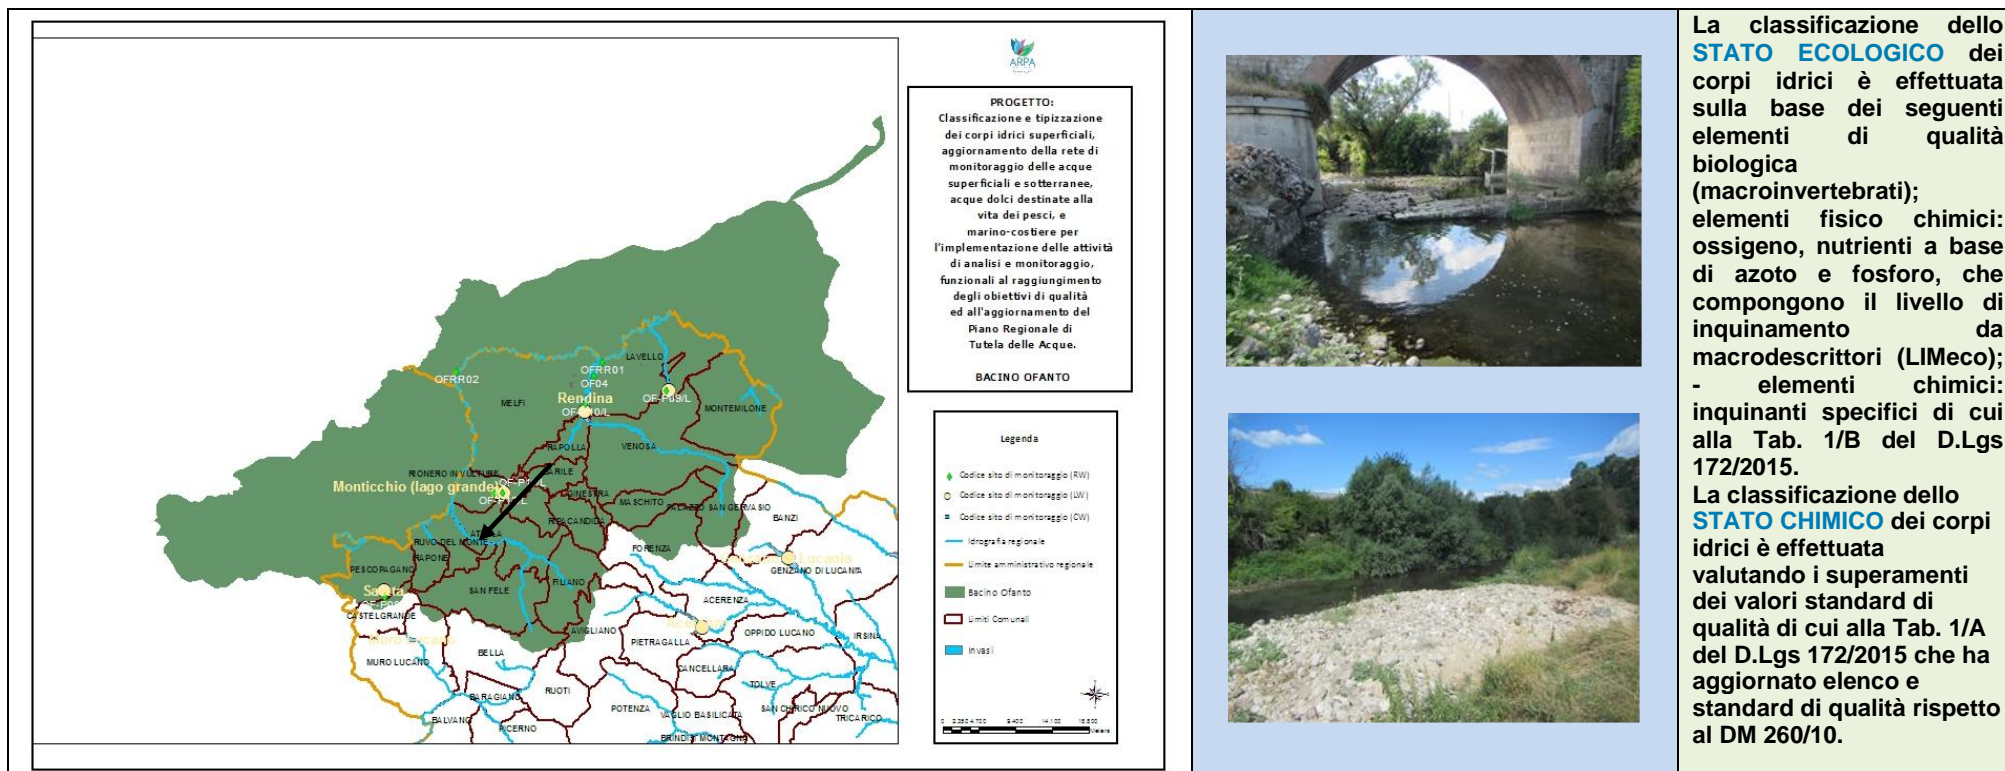 ARPA
PROGETTO:
Classificazione e tipizzazione
dei corpi idrici superficiali,
aggiornamento della rete di
monitoraggio delle acque
superficiali e sotterranee,
acque dolci destinate alla
vita dei pesci, e
marino-costiere per
l'implementazione delle attività
di analisi e monitoraggio,
funzionali al raggiungimento
degli obiettivi di qualità
ed all'aggiornamento del
Piano Regionale di
Tutela delle Acque.
BACINO OFANTO
Legenda
Codice sito di monitoraggio (RW)
Codice sito di monitoraggio (LW)
Codice sito di monitoraggio (CW)
Idrografia regionale
Limite amministrativo regionale
Bacino Ofanto
Limiti Comunali
Invasi
LAVELLO
OFRR02
OFRR01
OF04
MELFI
Rendina
OF-P09/L
MONTEMILONE
RAPOLLA
VENOSA
RIONERO IN VULTURE
Monticchio (lago grande)
GINESTRA
MASCHITO
PALAZZO SAN GERVASIO
RIPACANDIDA
BANZI
RUVO DEL MONTE
RAPONE
FORENZA
PESCOPAGANO
GENZANO DI LUCANIA
Lucania
SAN FELE
FILIANO
ACERENZA
CASTELGRANDE
AVIGLIANO
PIETRAGALLA
OPPIDO LUCANO
IRSINA
MURO LUCANO
BELLA
CANCELLARA
TOLVE
BARAGIANO
RUOTI
POTENZA
VAGLIO BASILICATA
SAN CHIRICO NUOVO
TRICARICO
BALVANO
PICERNO
BRINDISI MONTAGNA
La classificazione dello
STATO ECOLOGICO dei
corpi idrici è effettuata
sulla base dei seguenti
elementi di qualità
biologica
(macroinvertebrati);
elementi fisico chimici:
ossigeno, nutrienti a base
di azoto e fosforo, che
compongono il livello di
inquinamento da
macrodescrittori (LIMeco);
- elementi chimici:
inquinanti specifici di cui
alla Tab. 1/B del D.Lgs
172/2015.
La classificazione dello
STATO CHIMICO dei corpi
idrici è effettuata
valutando i superamenti
dei valori standard di
qualità di cui alla Tab. 1/A
del D.Lgs 172/2015 che ha
aggiornato elenco e
standard di qualità rispetto
al DM 260/10.